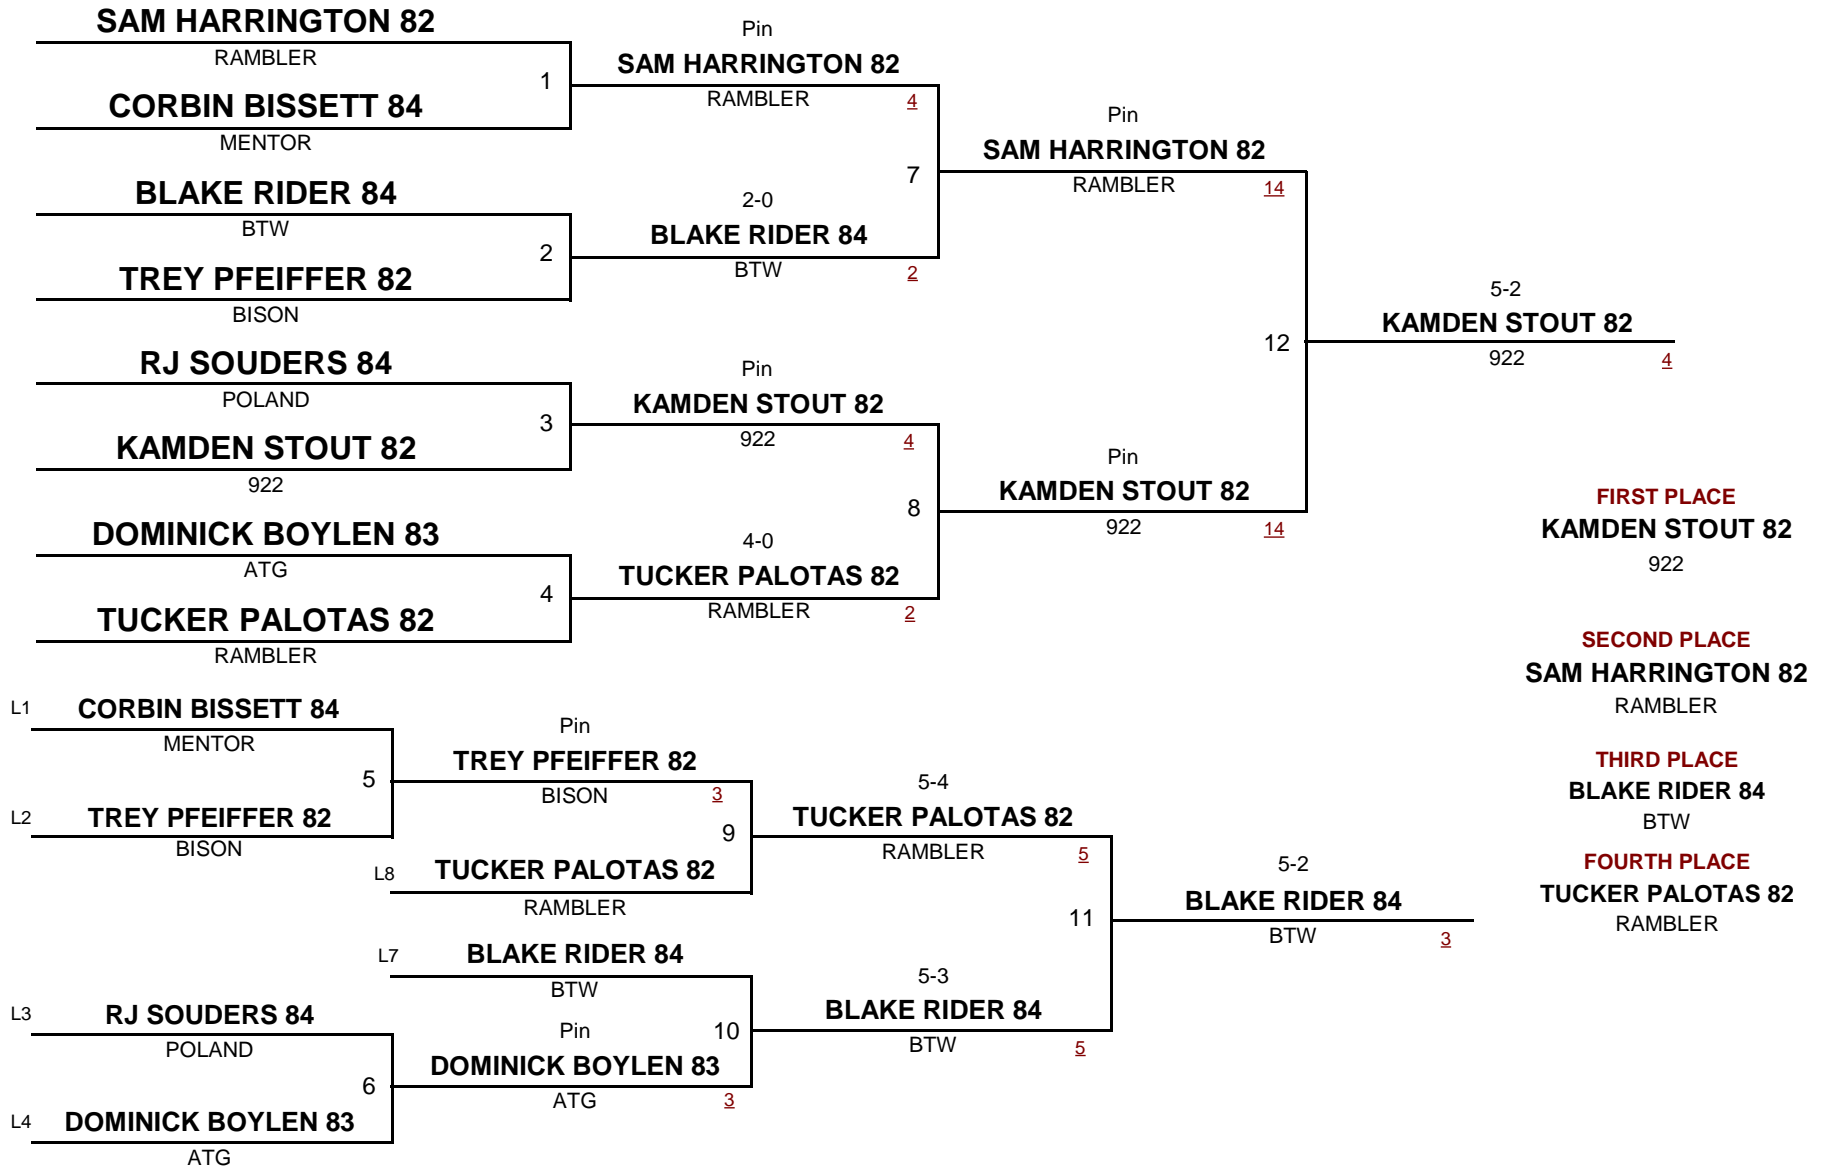 SAM HARRINGTON 82
RAMBLER
1
CORBIN BISSETT 84
MENTOR
BLAKE RIDER 84
BTW
2
TREY PFEIFFER 82
BISON
RJ SOUDERS 84
POLAND
3
KAMDEN STOUT 82
922
DOMINICK BOYLEN 83
ATG
4
TUCKER PALOTAS 82
RAMBLER
Pin
SAM HARRINGTON 82
RAMBLER 4
7
2-0
BLAKE RIDER 84
BTW 2
Pin
KAMDEN STOUT 82
922 4
8
4-0
TUCKER PALOTAS 82
RAMBLER 2
Pin
SAM HARRINGTON 82
RAMBLER 14
12
Pin
KAMDEN STOUT 82
922 14
5-2
KAMDEN STOUT 82
922 4
FIRST PLACE
KAMDEN STOUT 82
922
SECOND PLACE
SAM HARRINGTON 82
RAMBLER
THIRD PLACE
BLAKE RIDER 84
BTW
FOURTH PLACE
TUCKER PALOTAS 82
RAMBLER
L1 CORBIN BISSETT 84
MENTOR
5
L2 TREY PFEIFFER 82
BISON
Pin
TREY PFEIFFER 82
BISON 3
9
L8 TUCKER PALOTAS 82
RAMBLER
L7 BLAKE RIDER 84
BTW
10
L3 RJ SOUDERS 84
POLAND
6
L4 DOMINICK BOYLEN 83
ATG
Pin
DOMINICK BOYLEN 83
ATG 3
5-4
TUCKER PALOTAS 82
RAMBLER 5
11
5-3
BLAKE RIDER 84
BTW 5
5-2
BLAKE RIDER 84
BTW 3